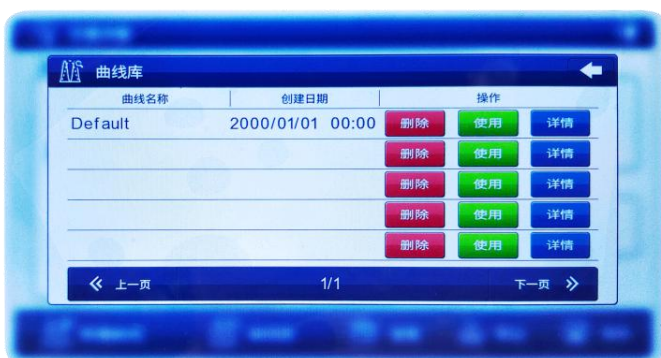 曲线库
曲线名称 创建日期 操作
Default 2000/01/01 00:00 删除 使用 详情
删除 使用 详情
删除 使用 详情
删除 使用 详情
删除 使用 详情
上一页 1/1 下一页